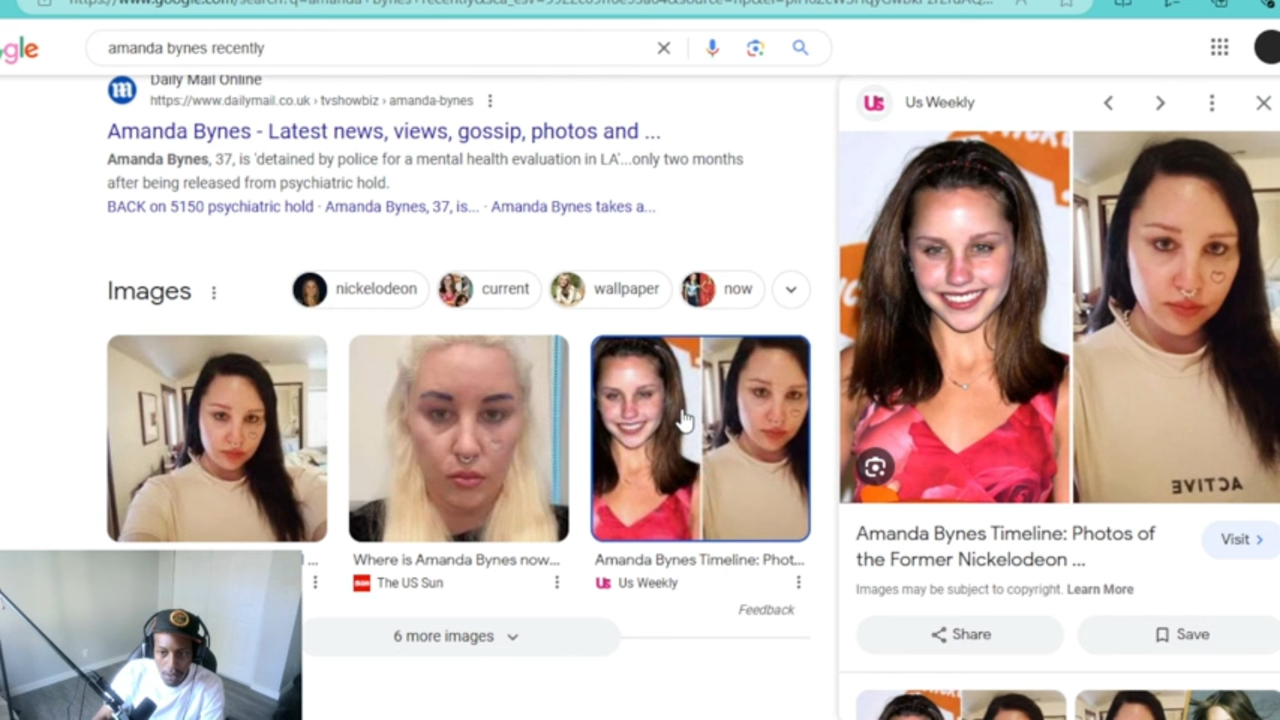 gle
amanda bynes recently
Daily Mail Online
https://www.dailymail.co.uk › tvshowbiz › amanda-bynes
Amanda Bynes - Latest news, views, gossip, photos and ...
Amanda Bynes, 37, is 'detained by police for a mental health evaluation in LA'...only two months
after being released from psychiatric hold.
BACK on 5150 psychiatric hold · Amanda Bynes, 37, is... · Amanda Bynes takes a...
Images
nickelodeon
current
wallpaper
now
...
Where is Amanda Bynes now...
The US Sun
Amanda Bynes Timeline: Phot...
Us Weekly
Feedback
6 more images
Us
Us Weekly
ACTIVE
Amanda Bynes Timeline: Photos of
the Former Nickelodeon ...
Visit
Images may be subject to copyright. Learn More
Share
Save